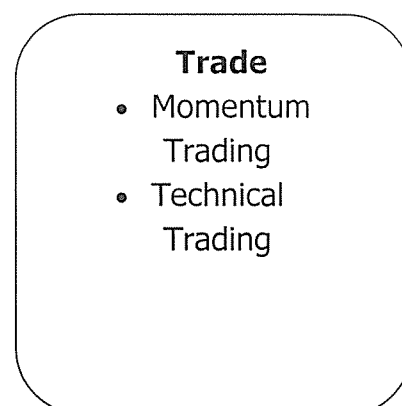 Trade
• Momentum
Trading
• Technical
Trading